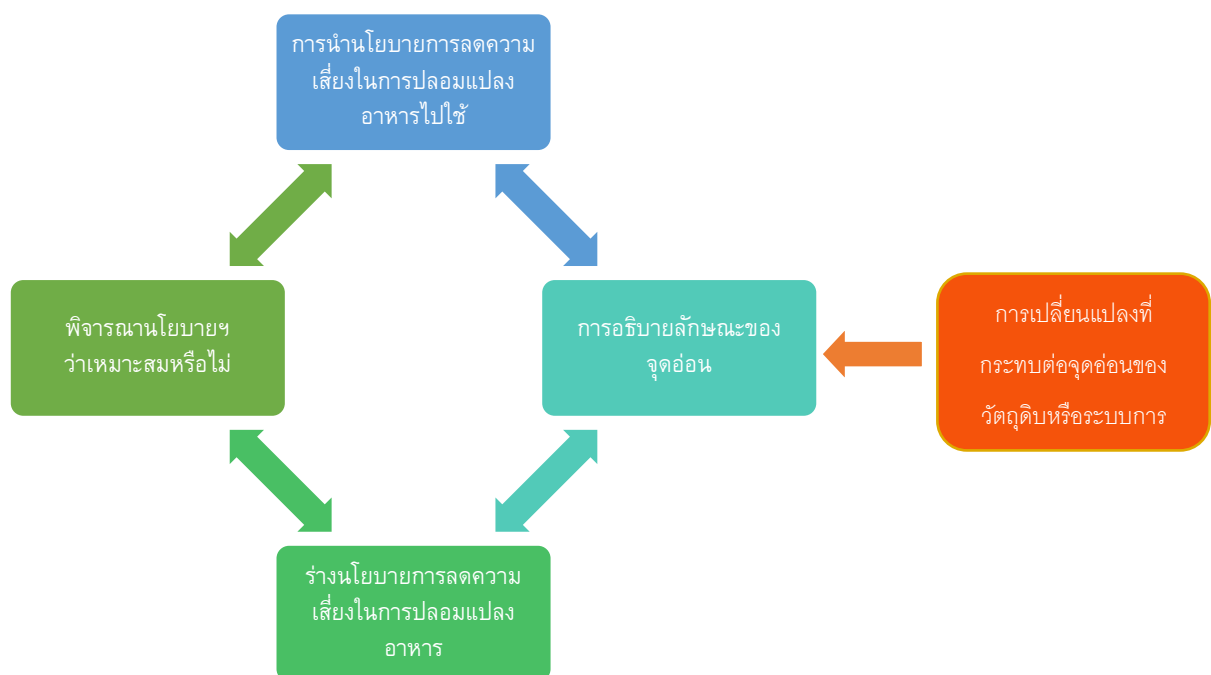 การนำนโยบายการลดความ
เสี่ยงในการปลอมแปลง
อาหารไปใช้
พิจารณานโยบายฯ
ว่าเหมาะสมหรือไม่
การอธิบายลักษณะของ
จุดอ่อน
การเปลี่ยนแปลงที่
กระทบต่อจุดอ่อนของ
วัตถุดิบหรือระบบการ
ร่างนโยบายการลดความ
เสี่ยงในการปลอมแปลง
อาหาร